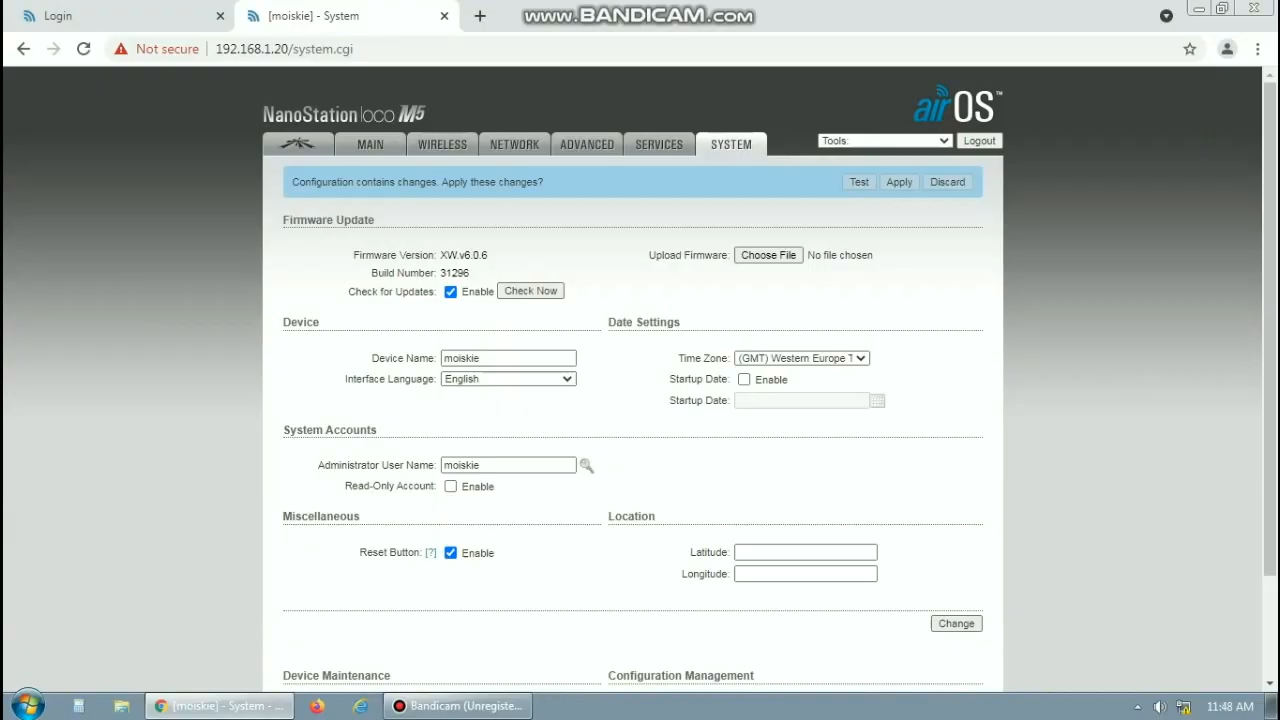 Login
[moiskie] - System
www.BANDICAM.com
Not secure
192.168.1.20/system.cgi
NanoStation loco M5
airOS™
MAIN
WIRELESS
NETWORK
ADVANCED
SERVICES
SYSTEM
Tools:
Logout
Configuration contains changes. Apply these changes?
Test
Apply
Discard
Firmware Update
Firmware Version: XW.v6.0.6
Upload Firmware: Choose File No file chosen
Build Number: 31296
Check for Updates: Enable Check Now
Device
Date Settings
Device Name: moiskie
Time Zone: (GMT) Western Europe T
Interface Language: English
Startup Date: Enable
Startup Date:
System Accounts
Administrator User Name: moiskie
Read-Only Account: Enable
Miscellaneous
Location
Reset Button: [?] Enable
Latitude:
Longitude:
Change
Device Maintenance
Configuration Management
[moiskie] - System - ...
Bandicam (Unregiste...
11:48 AM